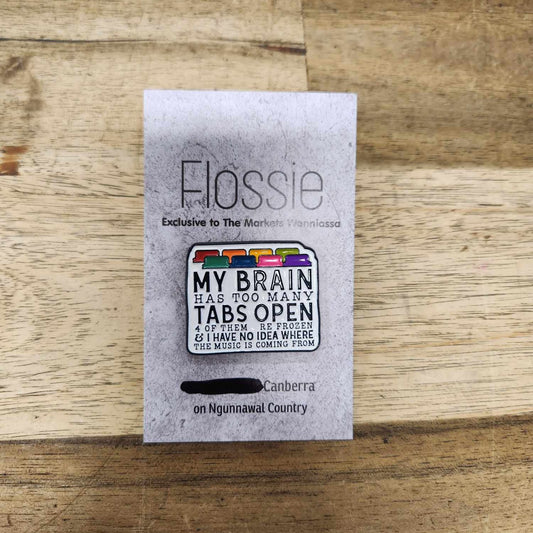 Flossie
Exclusive to The Markets Wanniassa
MY BRAIN
HAS TOO MANY
TABS OPEN
4 OF THEM RE FROZEN
& I HAVE NO IDEA WHERE
THE MUSIC IS COMING FROM
Canberra
on Ngunnawal Country